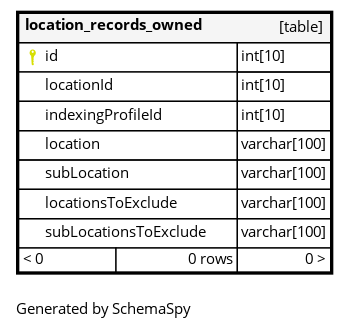 location_records_owned [table]
id int[10]
locationId int[10]
indexingProfileId int[10]
location varchar[100]
subLocation varchar[100]
locationsToExclude varchar[100]
subLocationsToExclude varchar[100]
< 0 0 rows 0 >
Generated by SchemaSpy